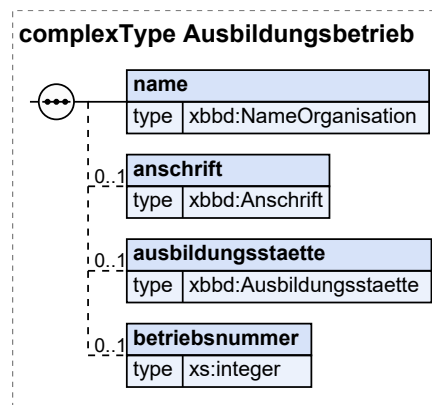 complexType Ausbildungsbetrieb
name
type xbbd:NameOrganisation
0..1 anschrift
type xbbd:Anschrift
0..1 ausbildungsstaette
type xbbd:Ausbildungsstaette
0..1 betriebsnummer
type xs:integer